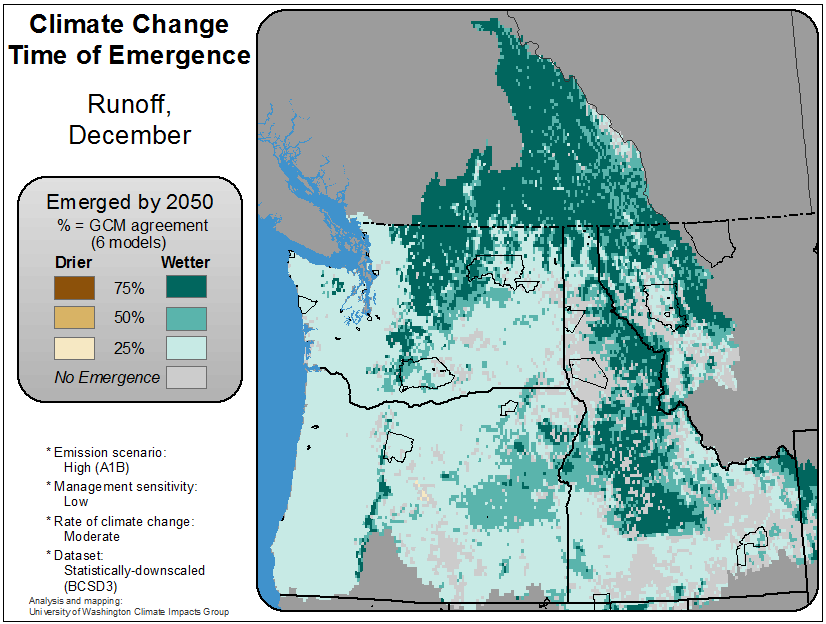 Climate Change
Time of Emergence
Runoff,
December
Emerged by 2050
% = GCM agreement
(6 models)
Drier Wetter
75%
50%
25%
No Emergence
* Emission scenario:
High (A1B)
* Management sensitivity:
Low
* Rate of climate change:
Moderate
* Dataset:
Statistically-downscaled
(BCSD3)
Analysis and mapping:
University of Washington Climate Impacts Group